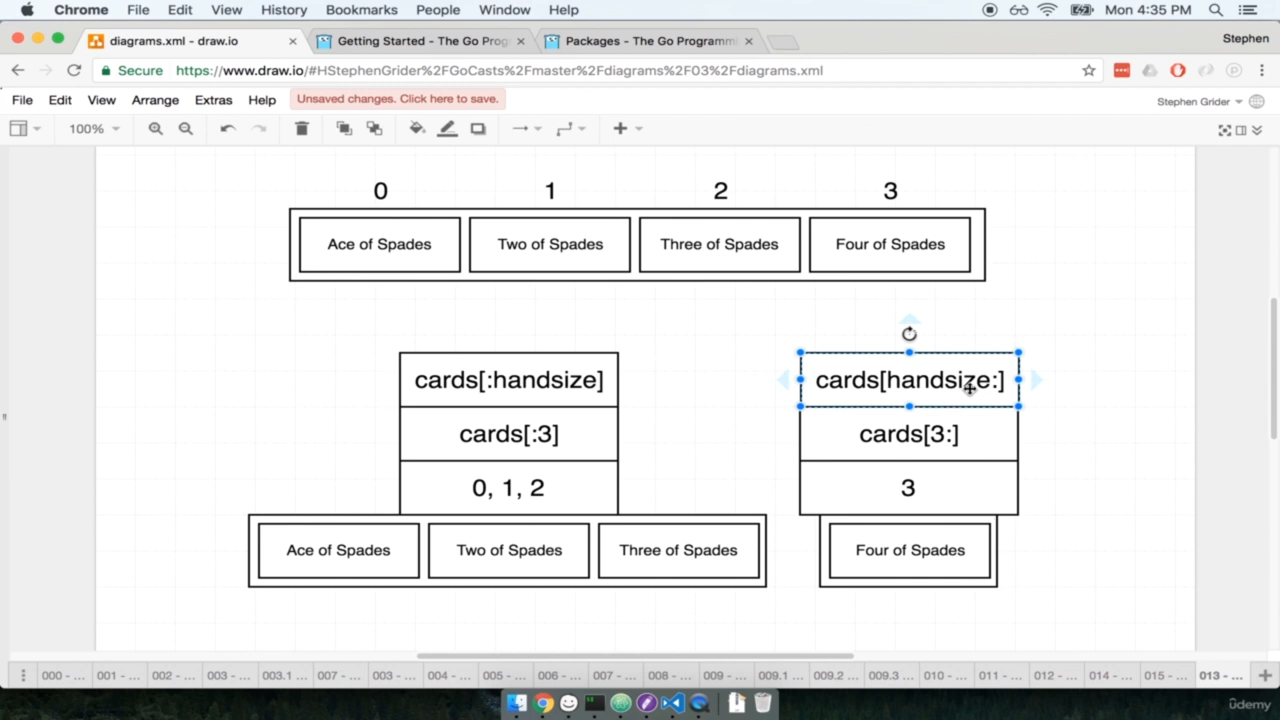 Chrome File Edit View History Bookmarks People Window Help Mon 4:35 PM
diagrams.xml - draw.io Getting Started - The Go Prog Packages - The Go Programmi Stephen
Secure https://www.draw.io/#HStephenGrider%2FGoCasts%2Fmaster%2Fdiagrams%2F03%2Fdiagrams.xml
File Edit View Arrange Extras Help Unsaved changes. Click here to save. Stephen Grider
100%
0 1 2 3
Ace of Spades Two of Spades Three of Spades Four of Spades
cards[:handsize] cards[handsize:]
cards[:3] cards[3:]
0, 1, 2 3
Ace of Spades Two of Spades Three of Spades Four of Spades
000 - ... 001 - ... 002 - ... 003 - ... 003.1 ... 007 - ... 003 - ... 004 - ... 005 - ... 006 - ... 007 - ... 008 - ... 009 - ... 009.1 ... 009.2 ... 009.3 ... 010 - ... 011 - ... 012 - ... 014 - ... 015 - ... 013 - ...
udemy